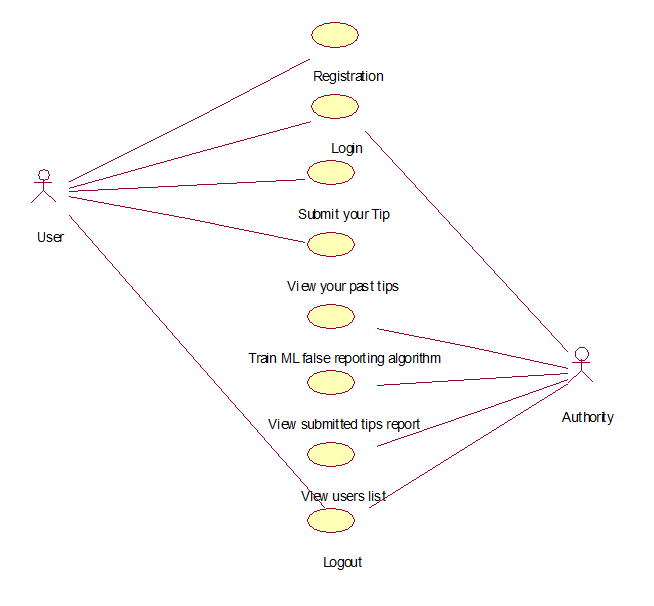 Registration
Login
Submit your Tip
User
View your past tips
Train ML false reporting algorithm
Authority
View submitted tips report
View users list
Logout